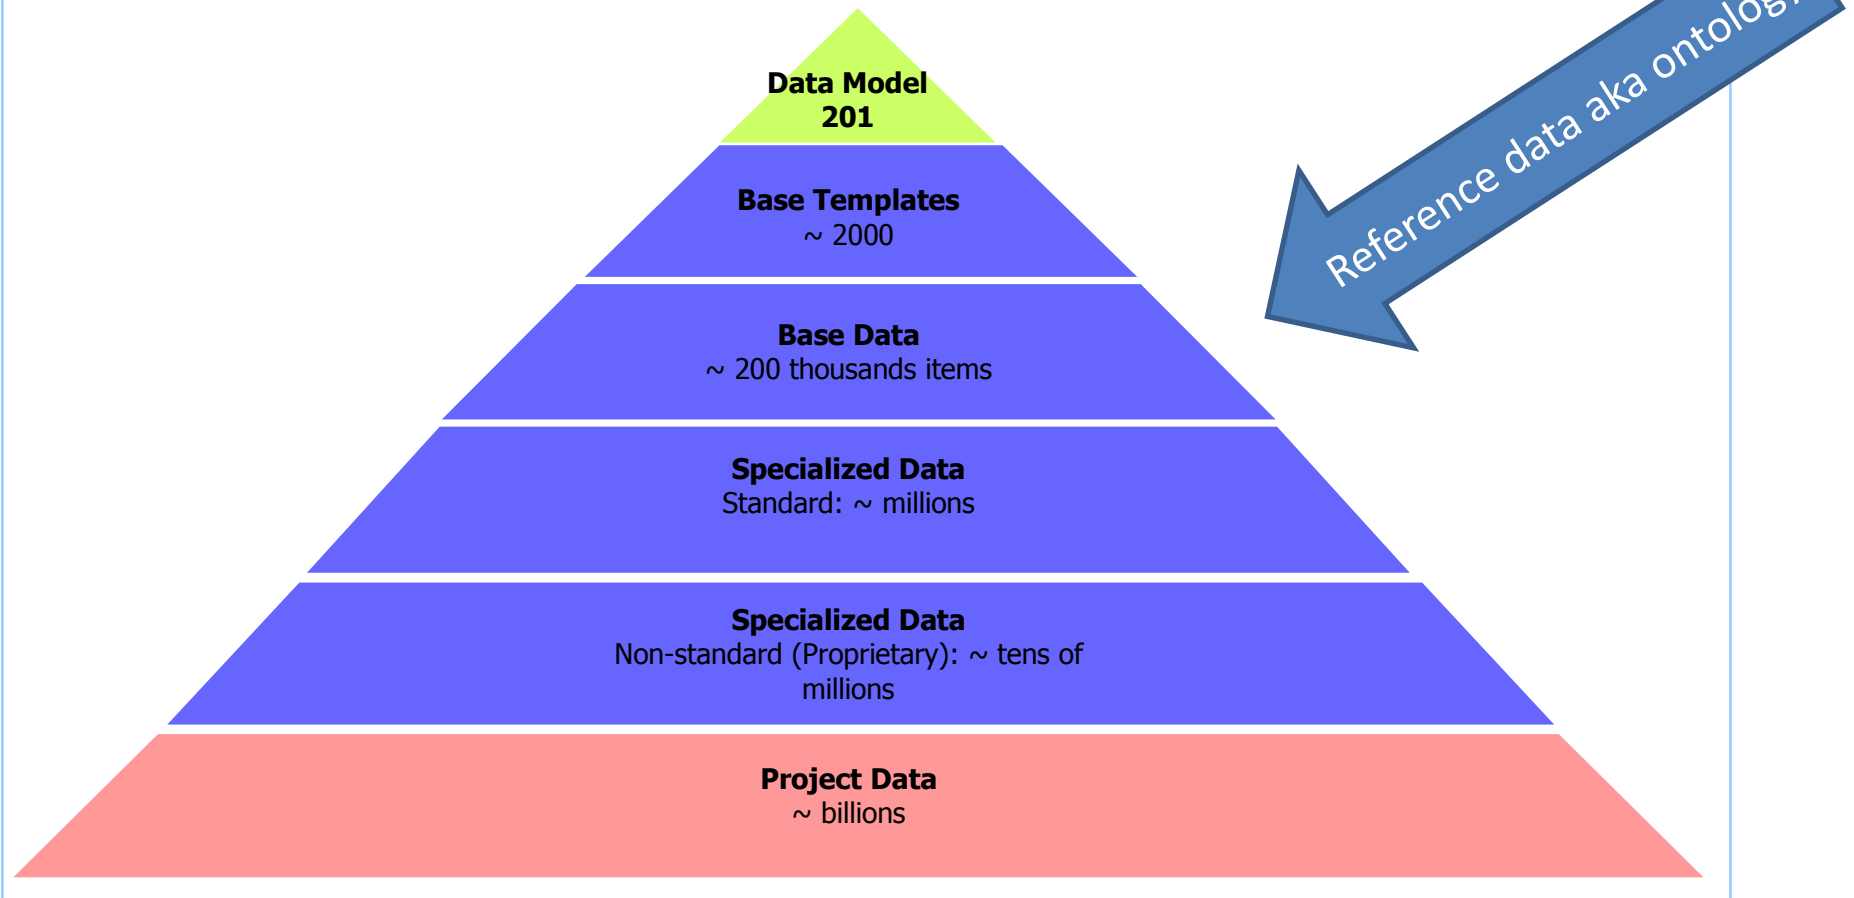 Data Model
201
Base Templates
~ 2000
Base Data
~ 200 thousands items
Specialized Data
Standard: ~ millions
Specialized Data
Non-standard (Proprietary): ~ tens of
millions
Project Data
~ billions
Reference data aka ontology